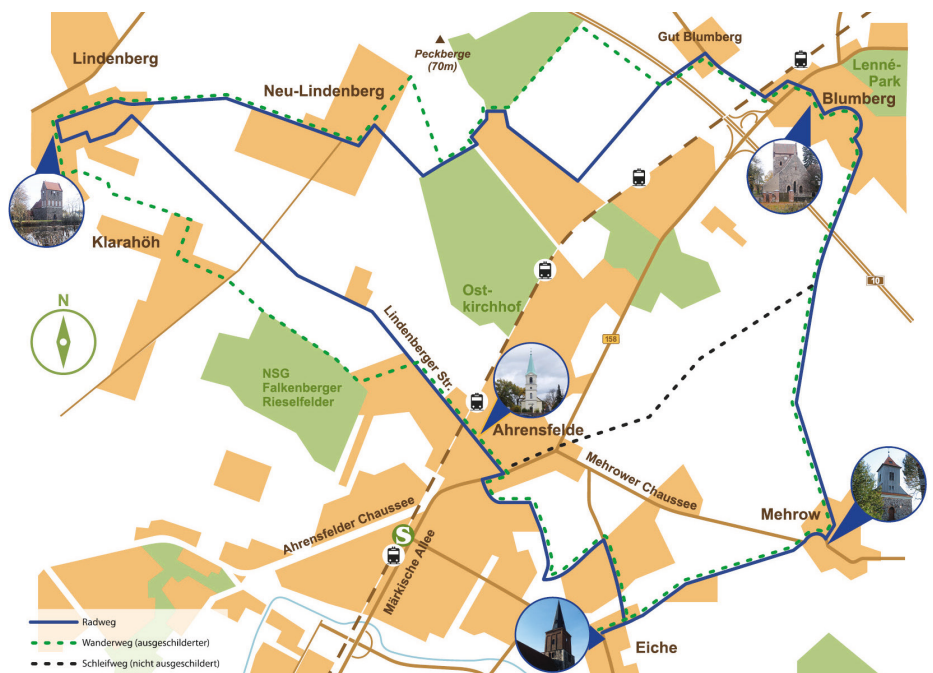 Lindenberg
Peckberge
(70m)
Gut Blumberg
Lenné-
Park
Neu-Lindenberg
Blumberg
Klarahöh
N
Ost-
kirchhof
10
158
Lindenberger Str.
NSG
Falkenberger
Rieselfelder
Ahrensfelde
Mehrower Chaussee
Mehrow
Ahrensfelder Chaussee
S
Märkische Allee
Eiche
Radweg
Wanderweg (ausgeschilderter)
Schleifweg (nicht ausgeschildert)